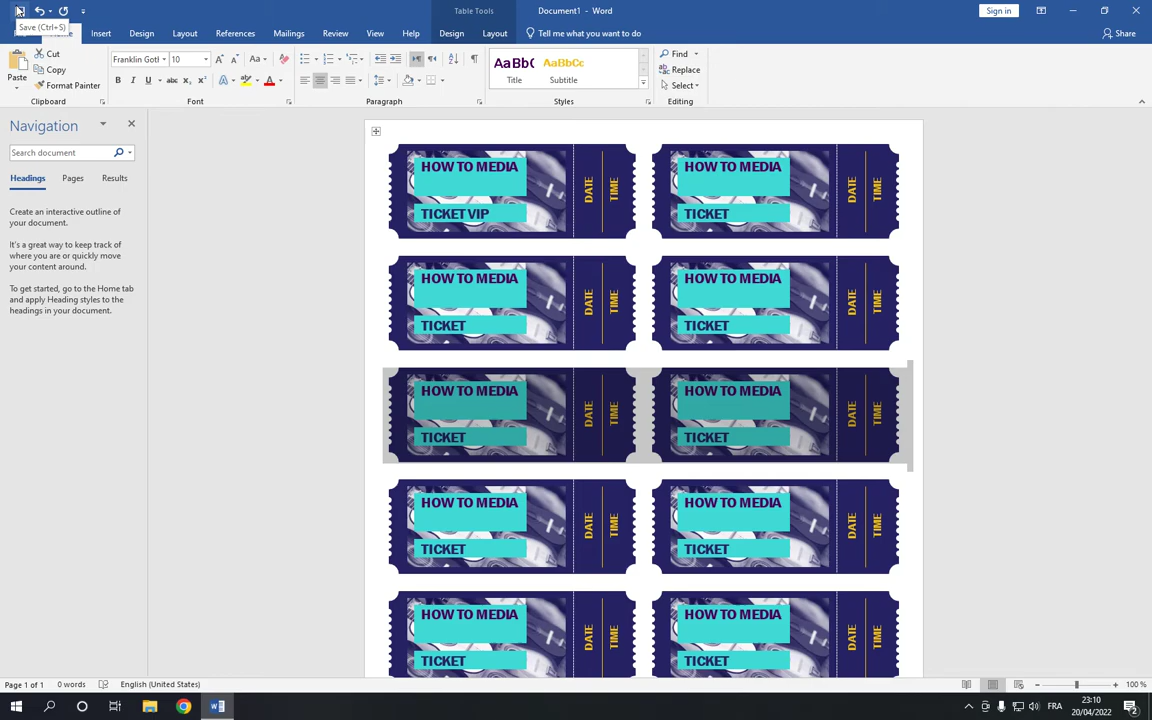 Document1 - Word
Table Tools
Sign in
Save (Ctrl+S)
Insert
Design
Layout
References
Mailings
Review
View
Help
Design
Layout
Tell me what you want to do
Share
Paste
Cut
Copy
Format Painter
Clipboard
Franklin Gotl
10
Font
Paragraph
AaBb(
Title
AaBbCc
Subtitle
Styles
Find
Replace
Select
Editing
Navigation
Search document
Headings
Pages
Results
Create an interactive outline of
your document.
It's a great way to keep track of
where you are or quickly move
your content around.
To get started, go to the Home tab
and apply Heading styles to the
headings in your document.
HOW TO MEDIA
TICKET VIP
DATE
TIME
HOW TO MEDIA
TICKET
DATE
TIME
HOW TO MEDIA
TICKET
DATE
TIME
HOW TO MEDIA
TICKET
DATE
TIME
HOW TO MEDIA
TICKET
DATE
TIME
HOW TO MEDIA
TICKET
DATE
TIME
HOW TO MEDIA
TICKET
DATE
TIME
HOW TO MEDIA
TICKET
DATE
TIME
HOW TO MEDIA
TICKET
DATE
TIME
HOW TO MEDIA
TICKET
DATE
TIME
Page 1 of 1
0 words
English (United States)
100 %
FRA
23:10
20/04/2022
2